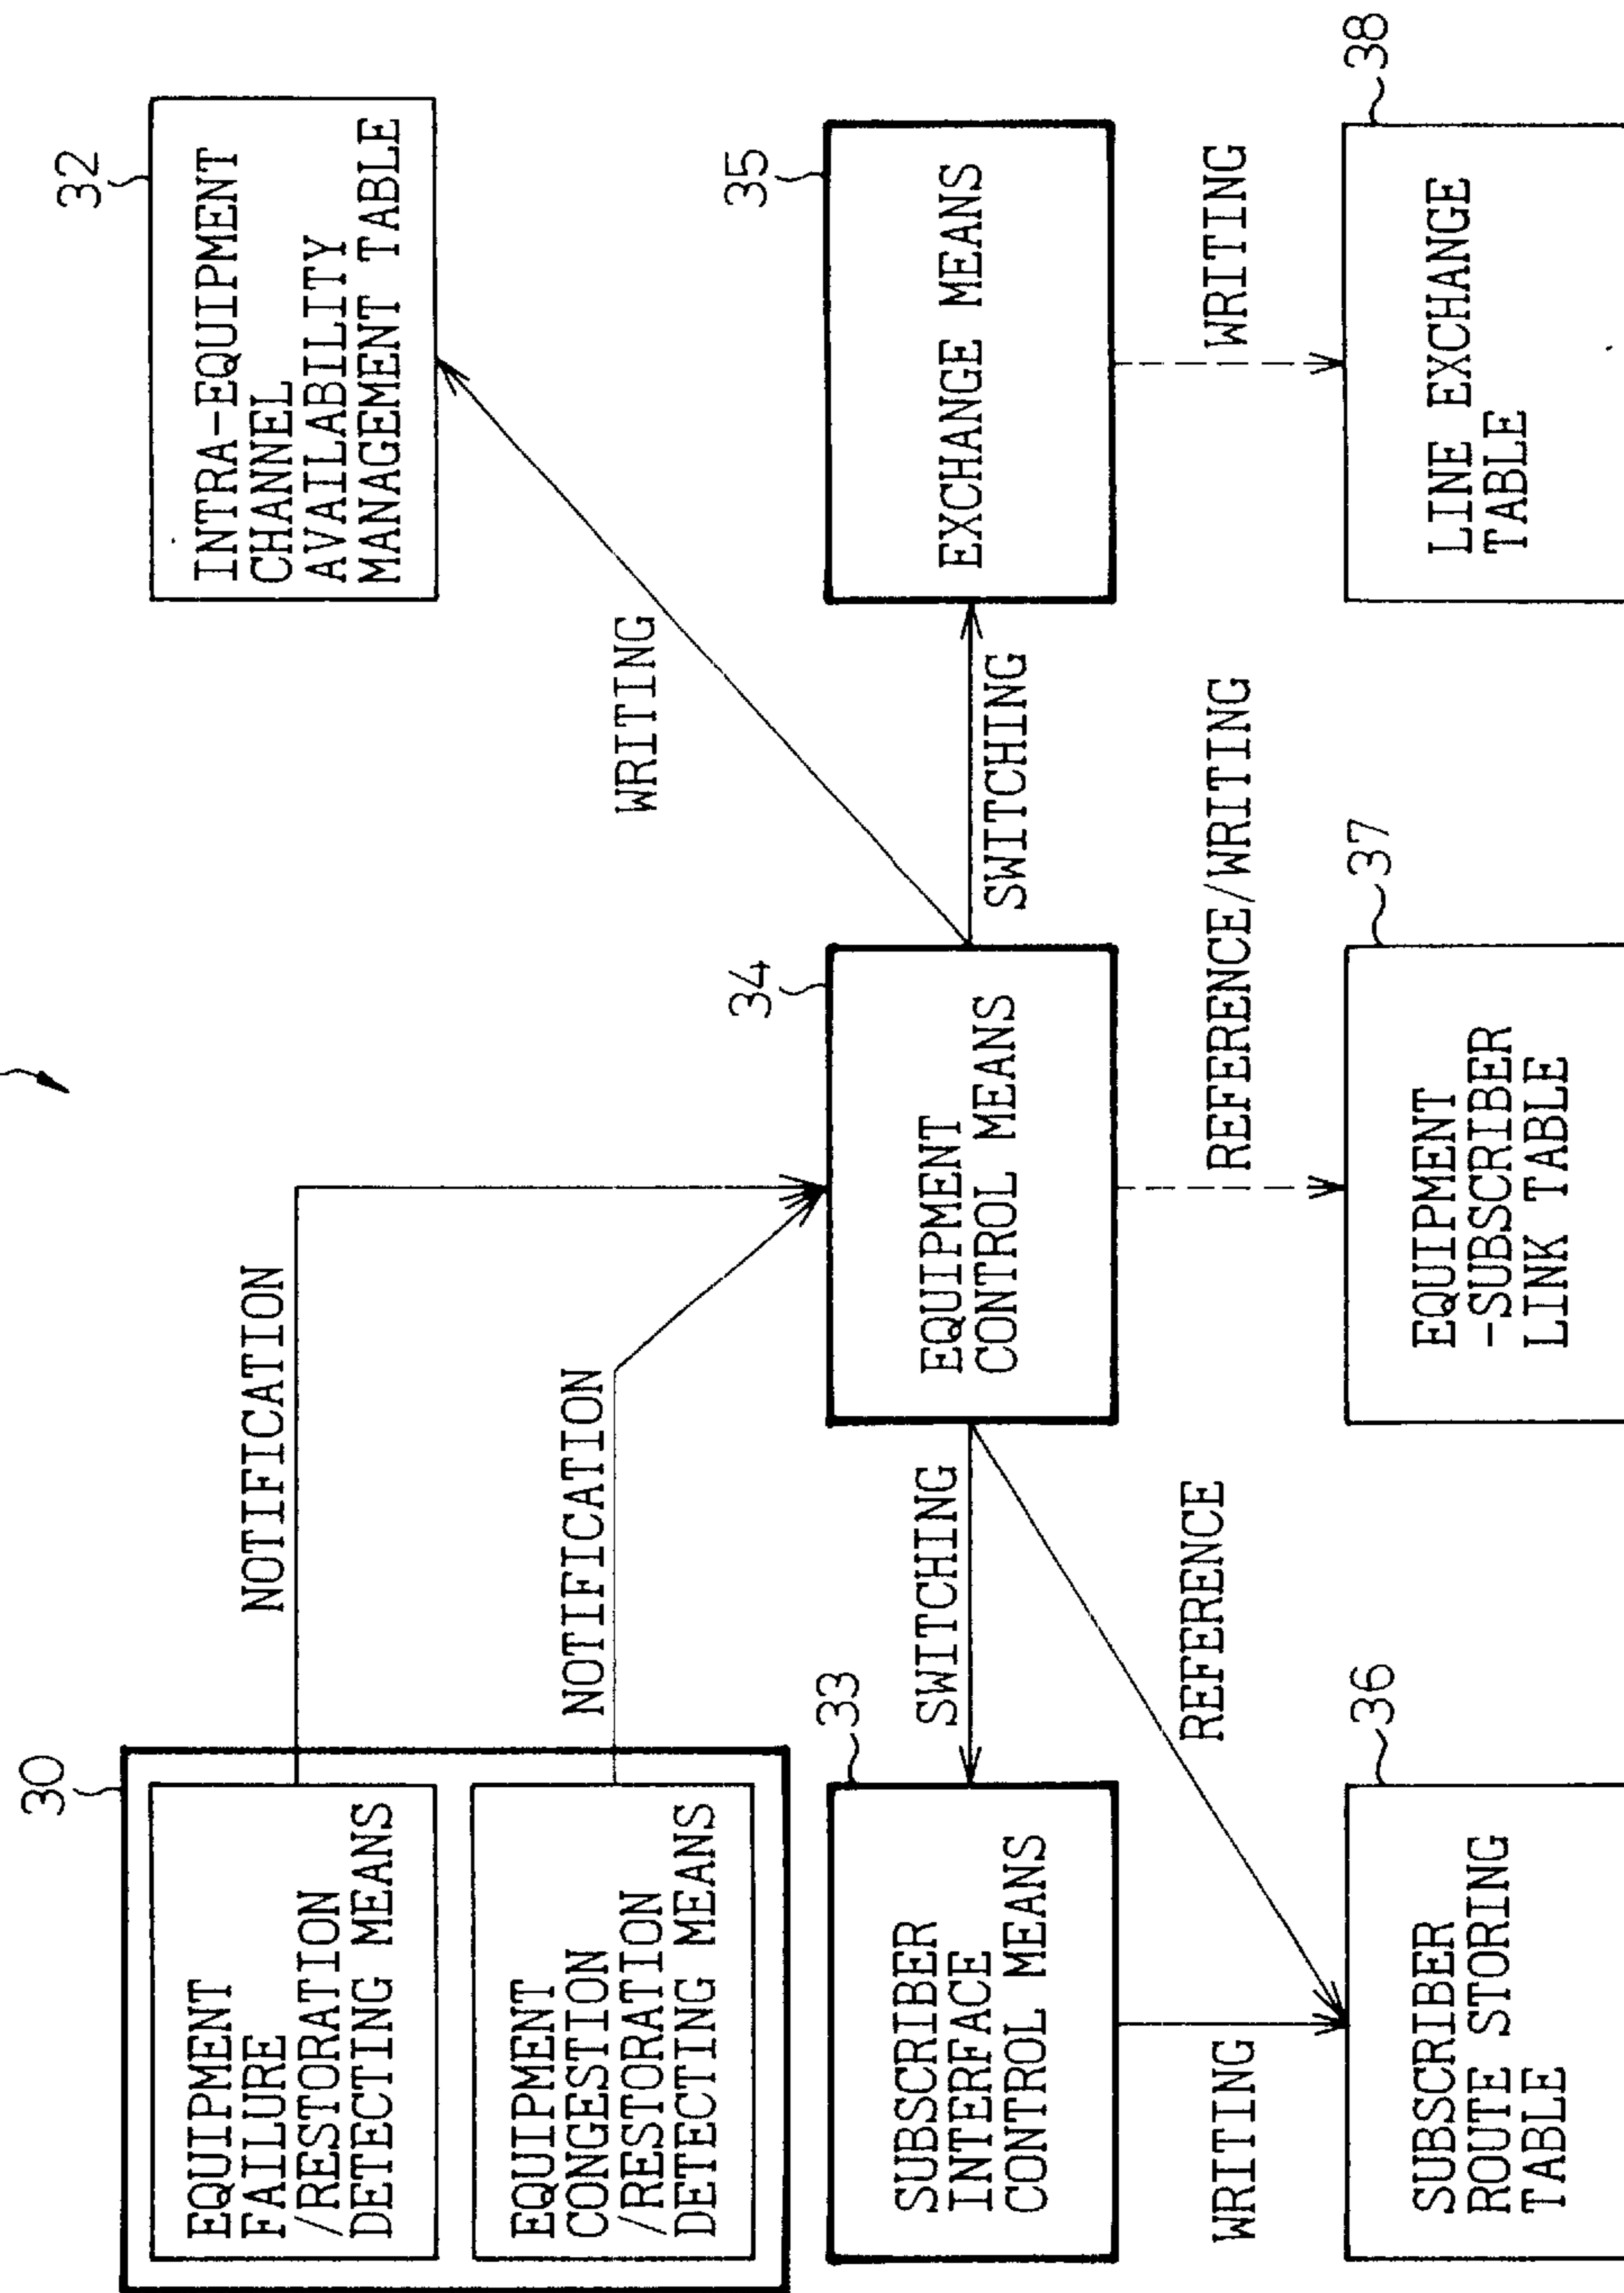 30
EQUIPMENT
FAILURE
/RESTORATION
DETECTING MEANS
EQUIPMENT
CONGESTION
/RESTORATION
DETECTING MEANS
NOTIFICATION
NOTIFICATION
32
INTRA-EQUIPMENT
CHANNEL
AVAILABILITY
MANAGEMENT TABLE
WRITING
33
SUBSCRIBER
INTERFACE
CONTROL MEANS
SWITCHING
34
EQUIPMENT
CONTROL MEANS
SWITCHING
35
EXCHANGE MEANS
WRITING
REFERENCE
REFERENCE/WRITING
WRITING
36
SUBSCRIBER
ROUTE STORING
TABLE
37
EQUIPMENT
-SUBSCRIBER
LINK TABLE
38
LINE EXCHANGE
TABLE